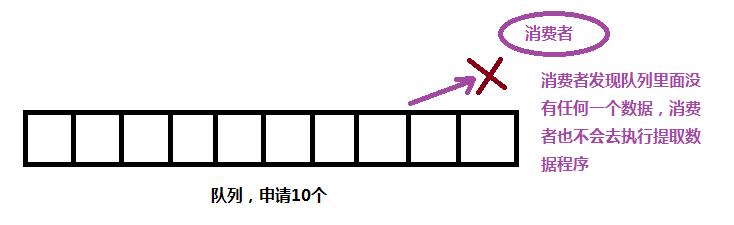 消费者
消费者发现队列里面没
有任何一个数据，消费
者也不会去执行提取数
据程序
队列，申请10个